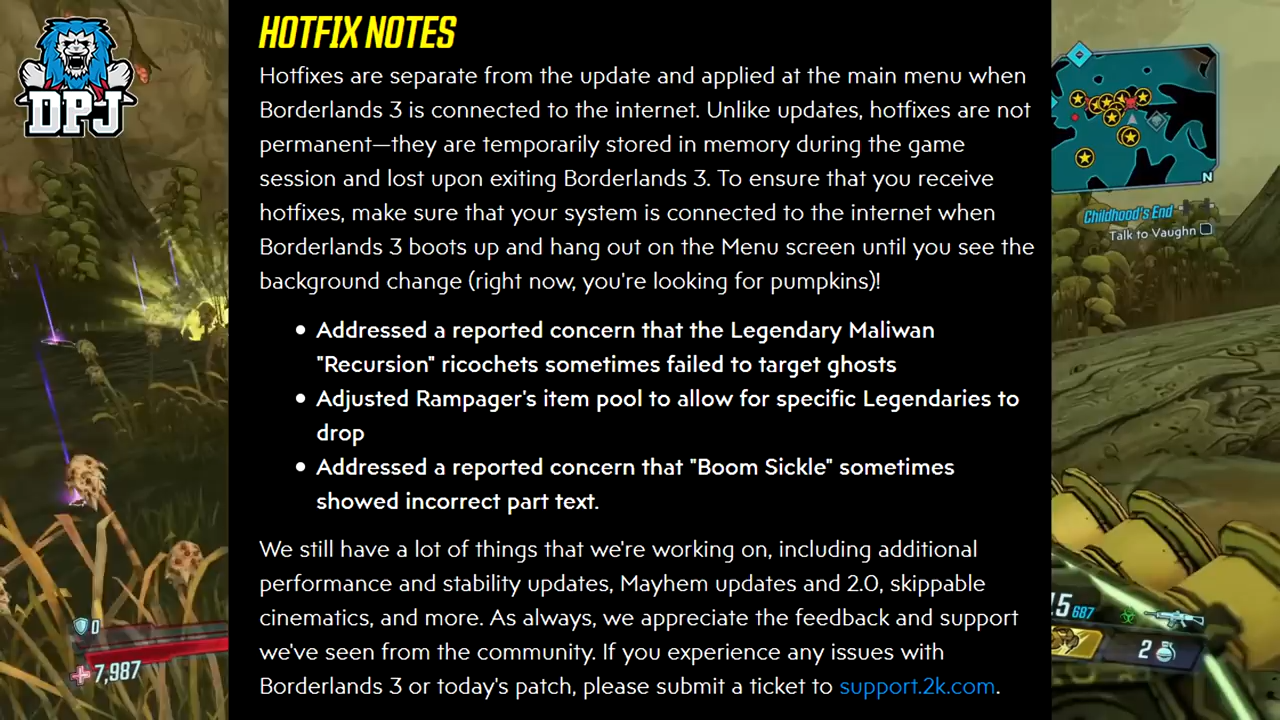 DPJ
HOTFIX NOTES
Hotfixes are separate from the update and applied at the main menu when
Borderlands 3 is connected to the internet. Unlike updates, hotfixes are not
permanent—they are temporarily stored in memory during the game
session and lost upon exiting Borderlands 3. To ensure that you receive
hotfixes, make sure that your system is connected to the internet when
Borderlands 3 boots up and hang out on the Menu screen until you see the
background change (right now, you're looking for pumpkins)!
• Addressed a reported concern that the Legendary Maliwan
"Recursion" ricochets sometimes failed to target ghosts
• Adjusted Rampager's item pool to allow for specific Legendaries to
drop
• Addressed a reported concern that "Boom Sickle" sometimes
showed incorrect part text.
We still have a lot of things that we're working on, including additional
performance and stability updates, Mayhem updates and 2.0, skippable
cinematics, and more. As always, we appreciate the feedback and support
we've seen from the community. If you experience any issues with
Borderlands 3 or today's patch, please submit a ticket to support.2k.com.
N
Childhood's End
Talk to Vaughn
0
7,987
687
2